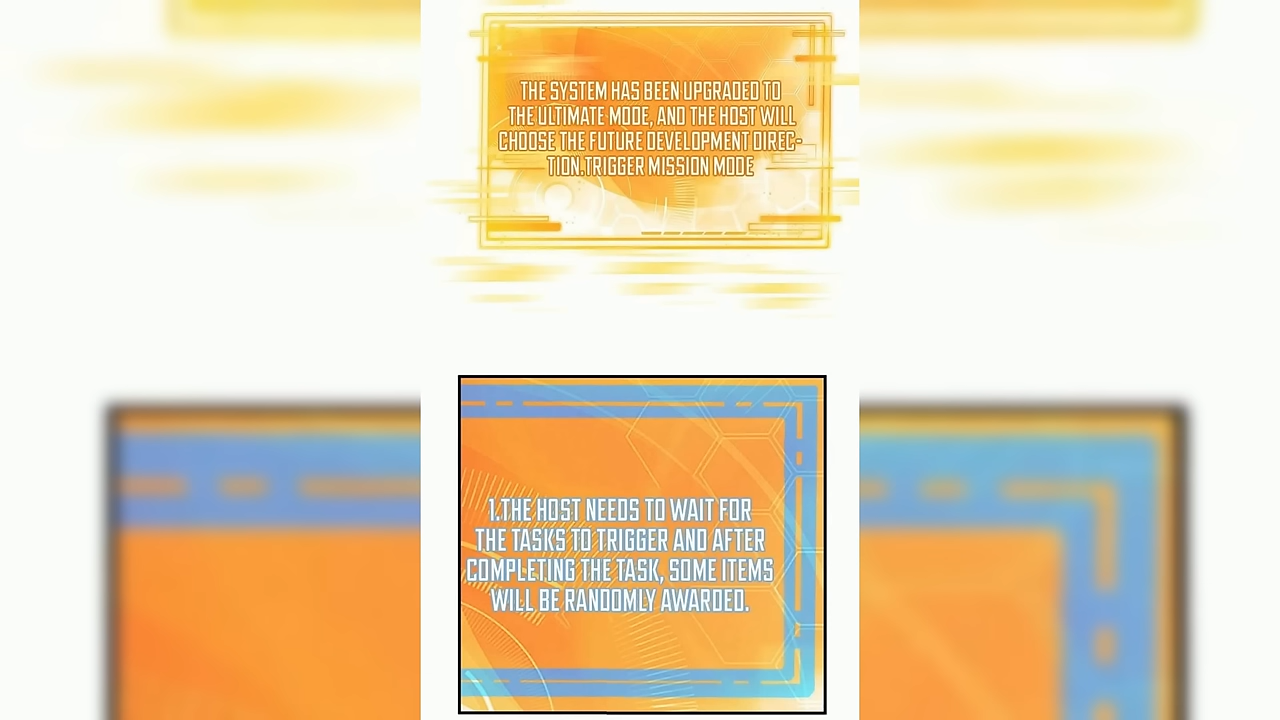 THE SYSTEM HAS BEEN UPGRADED TO
THE ULTIMATE MODE, AND THE HOST WILL
CHOOSE THE FUTURE DEVELOPMENT DIREC-
TION.TRIGGER MISSION MODE
1.THE HOST NEEDS TO WAIT FOR
THE TASKS TO TRIGGER AND AFTER
COMPLETING THE TASK, SOME ITEMS
WILL BE RANDOMLY AWARDED.